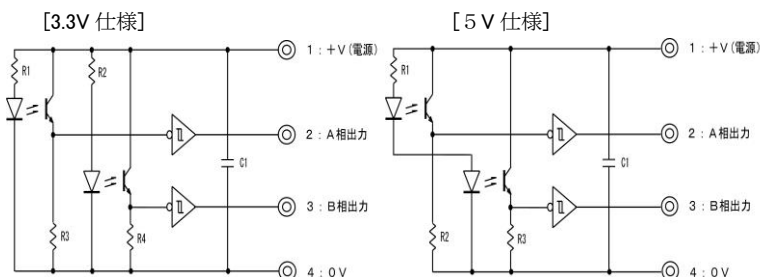 [3.3V 仕様]
R1
R2
R3
R4
C1
1：＋V(電源)
2：A相出力
3：B相出力
4：0V
[５V 仕様]
R1
R2
R3
C1
1：＋V(電源)
2：A相出力
3：B相出力
4：0V